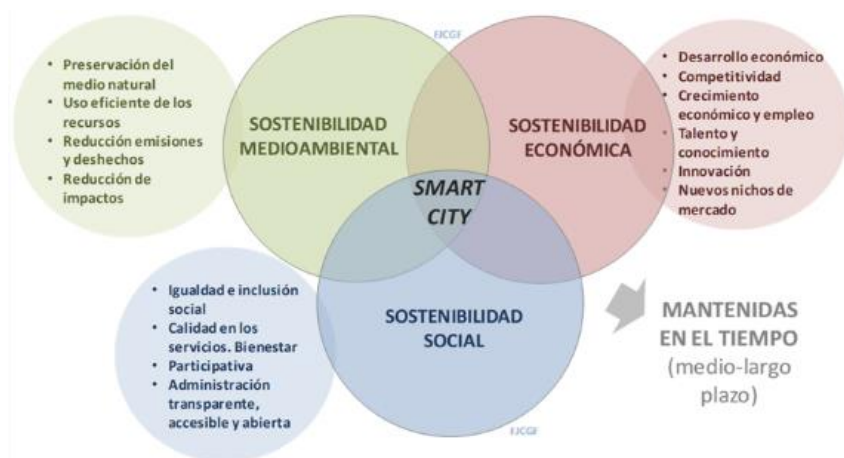 EJCGF
• Preservación del
medio natural
• Uso eficiente de los
recursos
• Reducción emisiones
y deshechos
• Reducción de
impactos
SOSTENIBILIDAD
MEDIOAMBIENTAL
SOSTENIBILIDAD
ECONÓMICA
• Desarrollo económico
• Competitividad
• Crecimiento
económico y empleo
• Talento y
conocimiento
• Innovación
• Nuevos nichos de
mercado
SMART
CITY
• Igualdad e inclusión
social
• Calidad en los
servicios. Bienestar
• Participativa
• Administración
transparente,
accesible y abierta
SOSTENIBILIDAD
SOCIAL
MANTENIDAS
EN EL TIEMPO
(medio-largo
plazo)
EJCGF